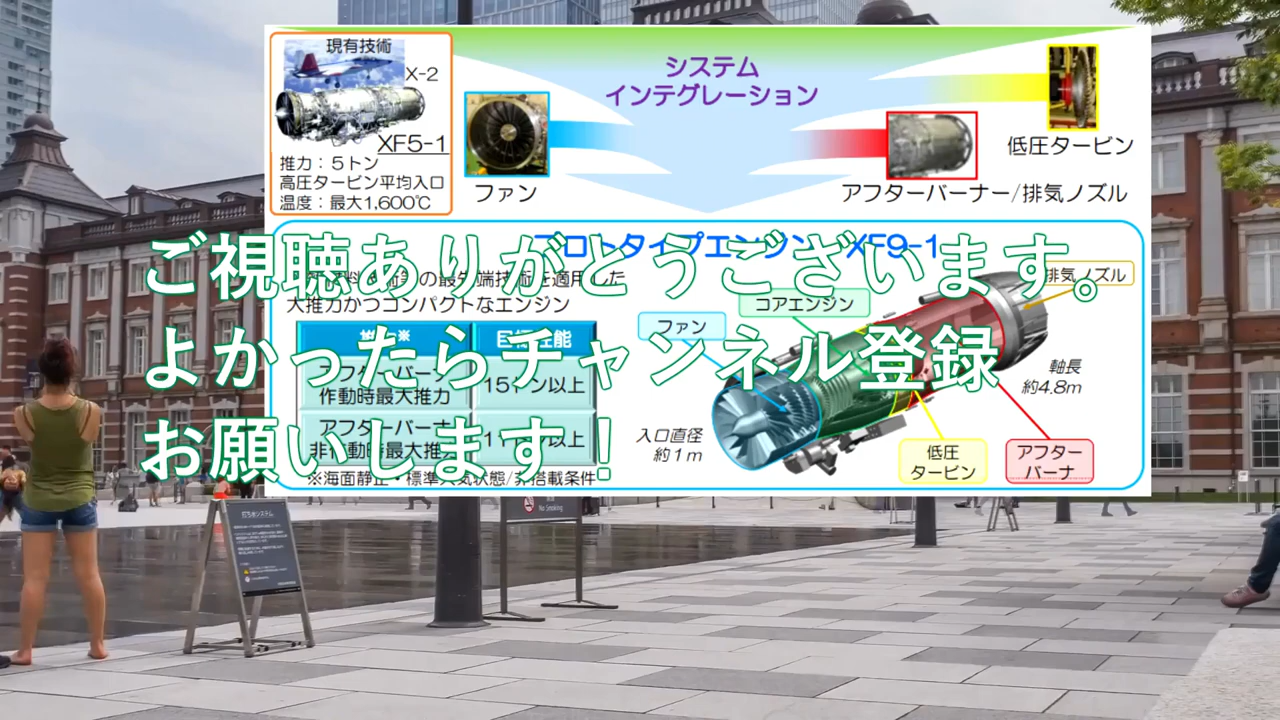 現有技術
X-2
XF5-1
推力：５トン
高圧タービン平均入口
温度：最大1,600℃
システム
インテグレーション
ファン
アフターバーナー/排気ノズル
低圧タービン
ご視聴ありがとうございます。
よかったらチャンネル登録
お願いします！
XF9-1
大推力かつコンパクトなエンジン
作動時最大推力
15トン以上
※海面静止・標準大気状態/非搭載条件
コアエンジン
ファン
排気ノズル
軸長
約4.8m
入口直径
約１ｍ
低圧
タービン
アフター
バーナ
No Smoking